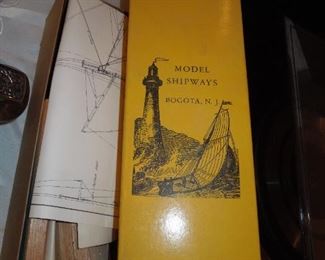 MODEL
SHIPWAYS
BOGOTA, N. J.